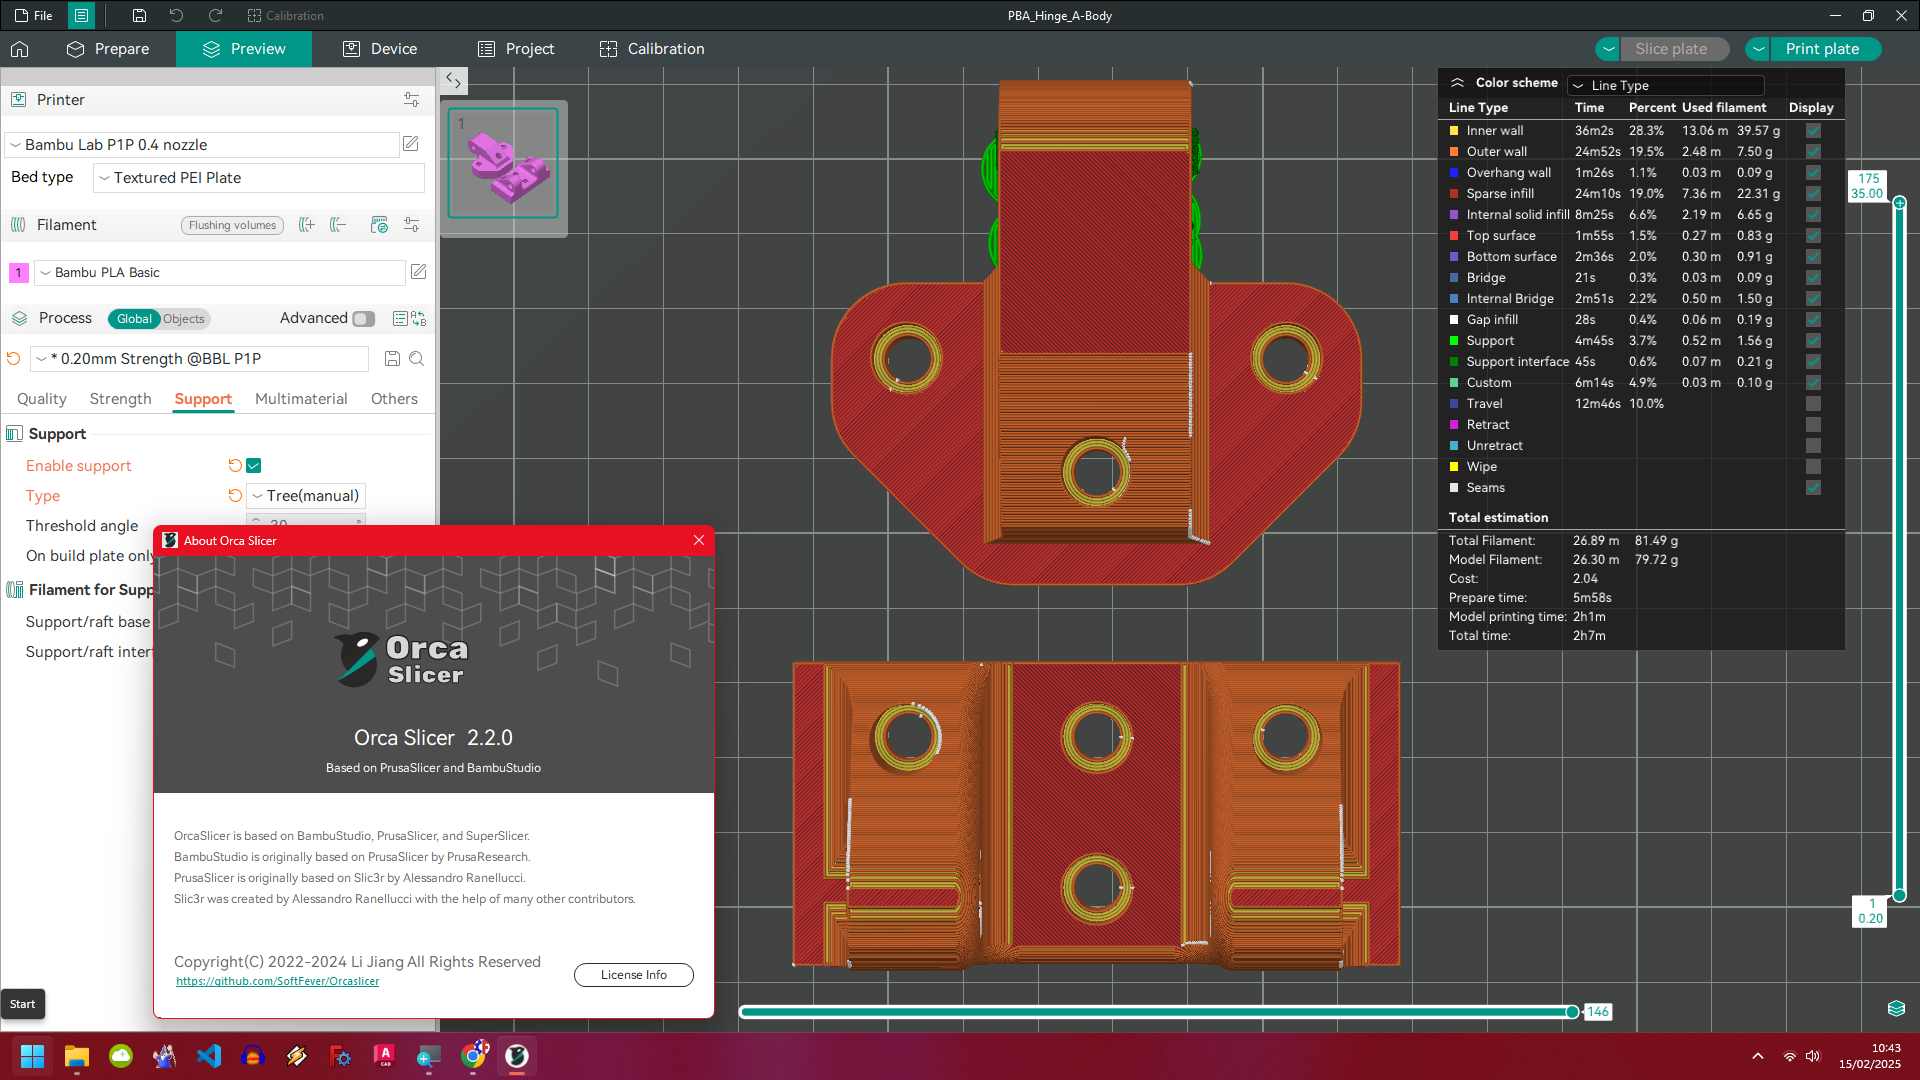 File
Calibration
PBA_Hinge_A-Body
Prepare
Preview
Device
Project
Calibration
Slice plate
Print plate
Printer
Bambu Lab P1P 0.4 nozzle
Bed type
Textured PEI Plate
Filament
Flushing volumes
1
Bambu PLA Basic
Process
Global
Objects
Advanced
* 0.20mm Strength @BBL P1P
Quality
Strength
Support
Multimaterial
Others
Support
Enable support
Type
Tree(manual)
Threshold angle
On build plate only
Filament for Supp
Support/raft base
Support/raft inter
1
Color scheme
Line Type
Line Type Time Percent Used filament Display
Inner wall 36m2s 28.3% 13.06 m 39.57 g
Outer wall 24m52s 19.5% 2.48 m 7.50 g
Overhang wall 1m26s 1.1% 0.03 m 0.09 g
Sparse infill 24m10s 19.0% 7.36 m 22.31 g
Internal solid infill 8m25s 6.6% 2.19 m 6.65 g
Top surface 1m55s 1.5% 0.27 m 0.83 g
Bottom surface 2m36s 2.0% 0.30 m 0.91 g
Bridge 21s 0.3% 0.03 m 0.09 g
Internal Bridge 2m51s 2.2% 0.50 m 1.50 g
Gap infill 28s 0.4% 0.06 m 0.19 g
Support 4m45s 3.7% 0.52 m 1.56 g
Support interface 45s 0.6% 0.07 m 0.21 g
Custom 6m14s 4.9% 0.03 m 0.10 g
Travel 12m46s 10.0%
Retract
Unretract
Wipe
Seams
Total estimation
Total Filament: 26.89 m 81.49 g
Model Filament: 26.30 m 79.72 g
Cost: 2.04
Prepare time: 5m58s
Model printing time: 2h1m
Total time: 2h7m
175
35.00
1
0.20
146
About Orca Slicer
Orca
Slicer
Orca Slicer 2.2.0
Based on PrusaSlicer and BambuStudio
OrcaSlicer is based on BambuStudio, PrusaSlicer, and SuperSlicer.
BambuStudio is originally based on PrusaSlicer by PrusaResearch.
PrusaSlicer is originally based on Slic3r by Alessandro Ranellucci.
Slic3r was created by Alessandro Ranellucci with the help of many other contributors.
Copyright(C) 2022-2024 Li Jiang All Rights Reserved
https://github.com/SoftFever/Orcaslicer
License Info
Start
A
CAD
10:43
15/02/2025